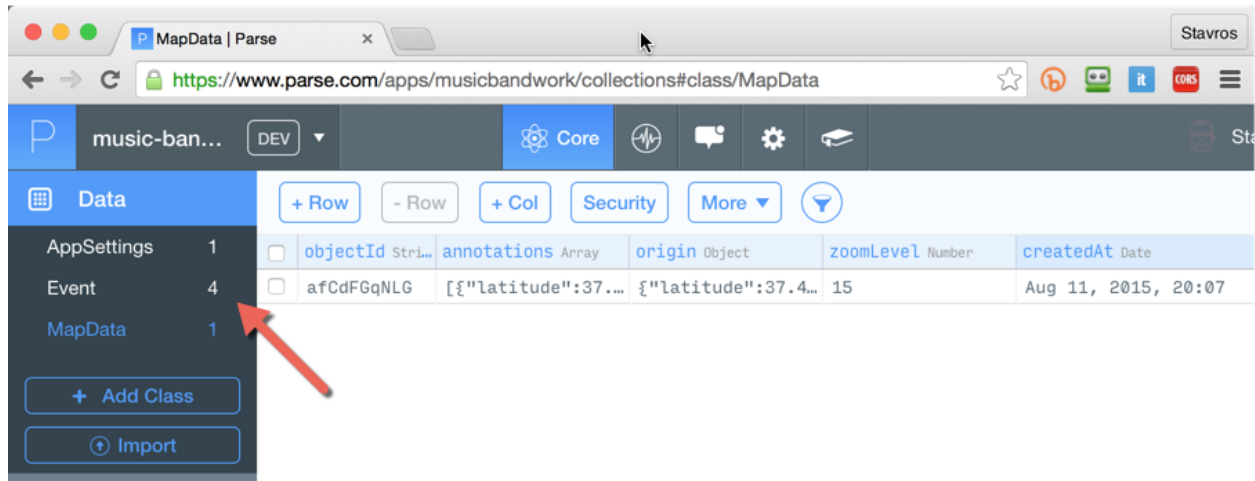 MapData | Parse
Stavros
https://www.parse.com/apps/musicbandwork/collections#class/MapData
it
CORS
P music-ban... DEV Core Sta
Data + Row - Row + Col Security More
AppSettings 1
objectId Stri... annotations Array origin Object zoomLevel Number createdAt Date
Event 4
afCdFGqNLG [{"latitude":37.... {"latitude":37.4... 15 Aug 11, 2015, 20:07
MapData 1
+ Add Class
Import